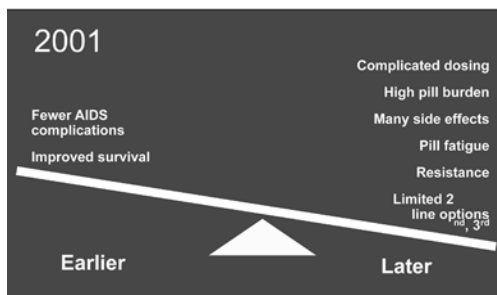 2001
Fewer AIDS
complications
Improved survival
Complicated dosing
High pill burden
Many side effects
Pill fatigue
Resistance
Limited 2
line options
nd, 3rd
Earlier
Later